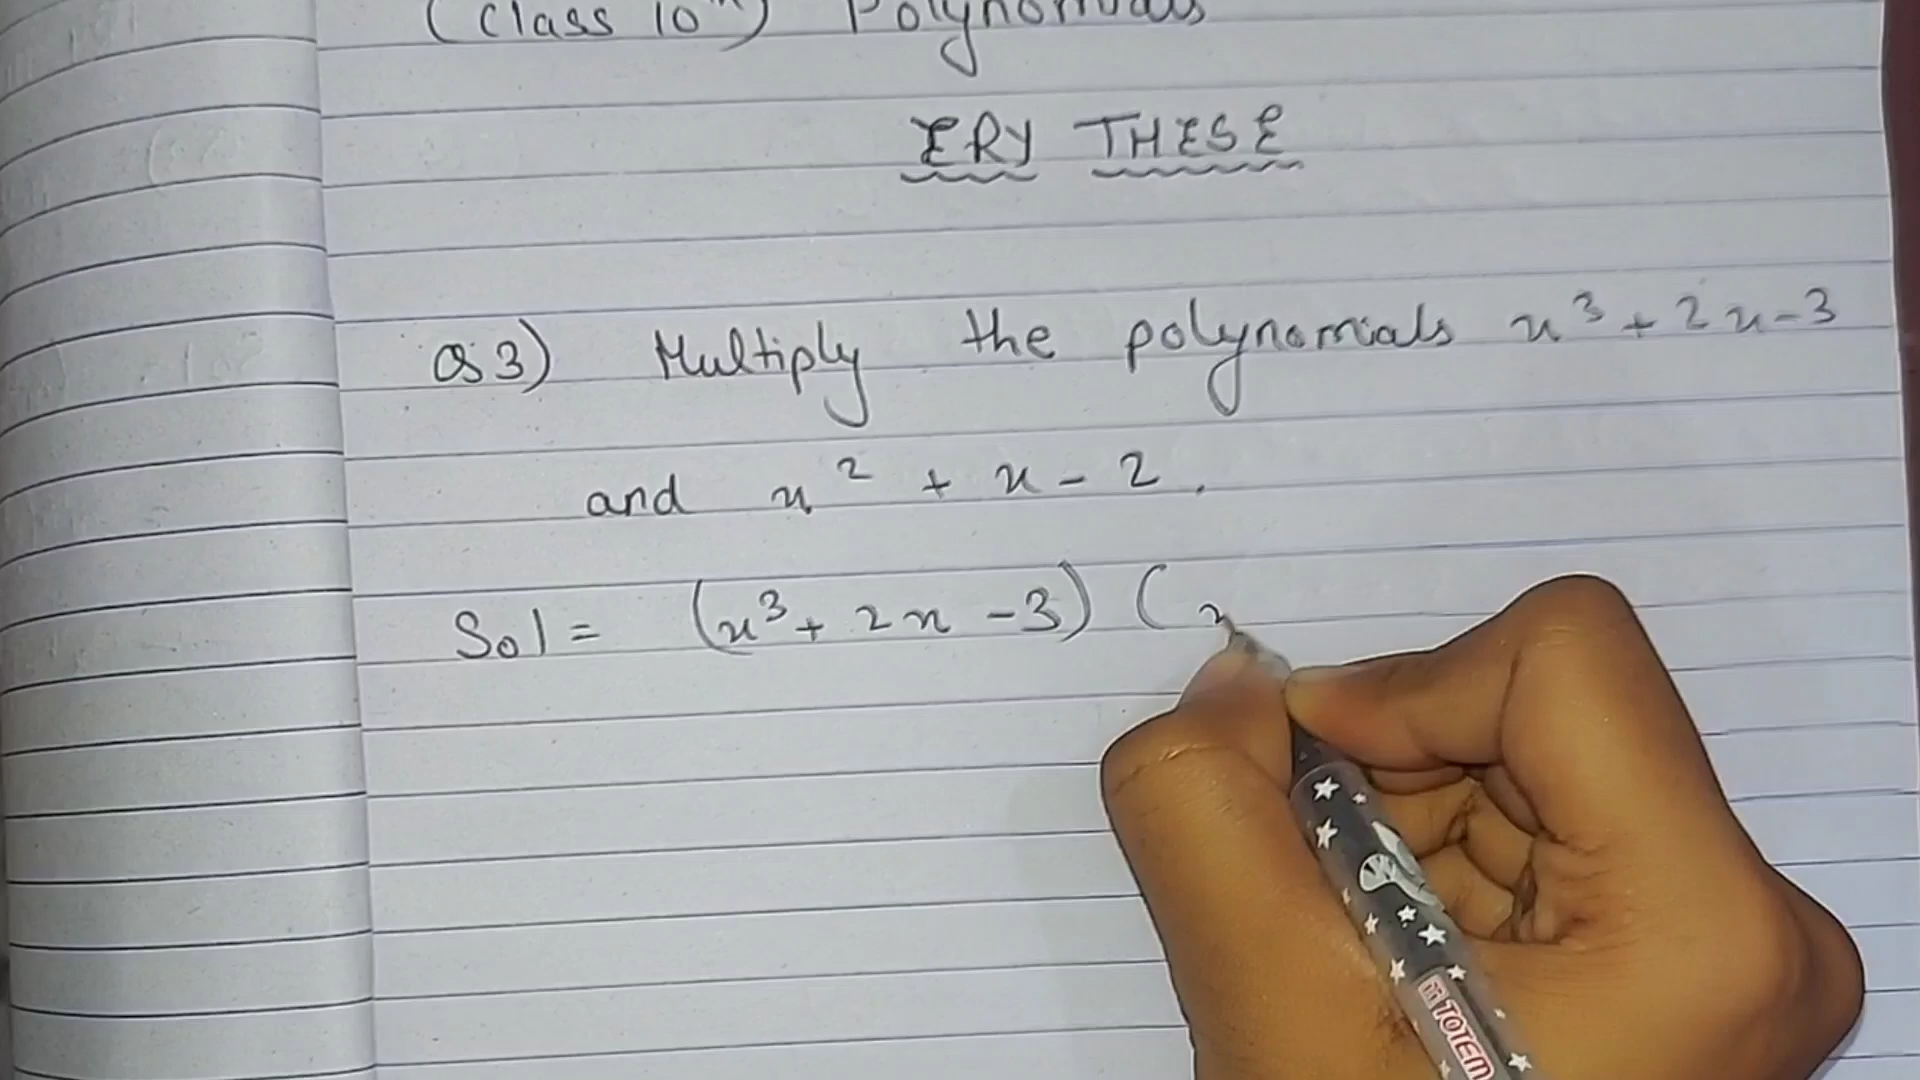 (Class 10th) Polynomials
ERY THESE
Q3) Multiply the polynomials x³ + 2x - 3
and x² + x - 2.
Sol = (x³ + 2x - 3) (x
TOTEM